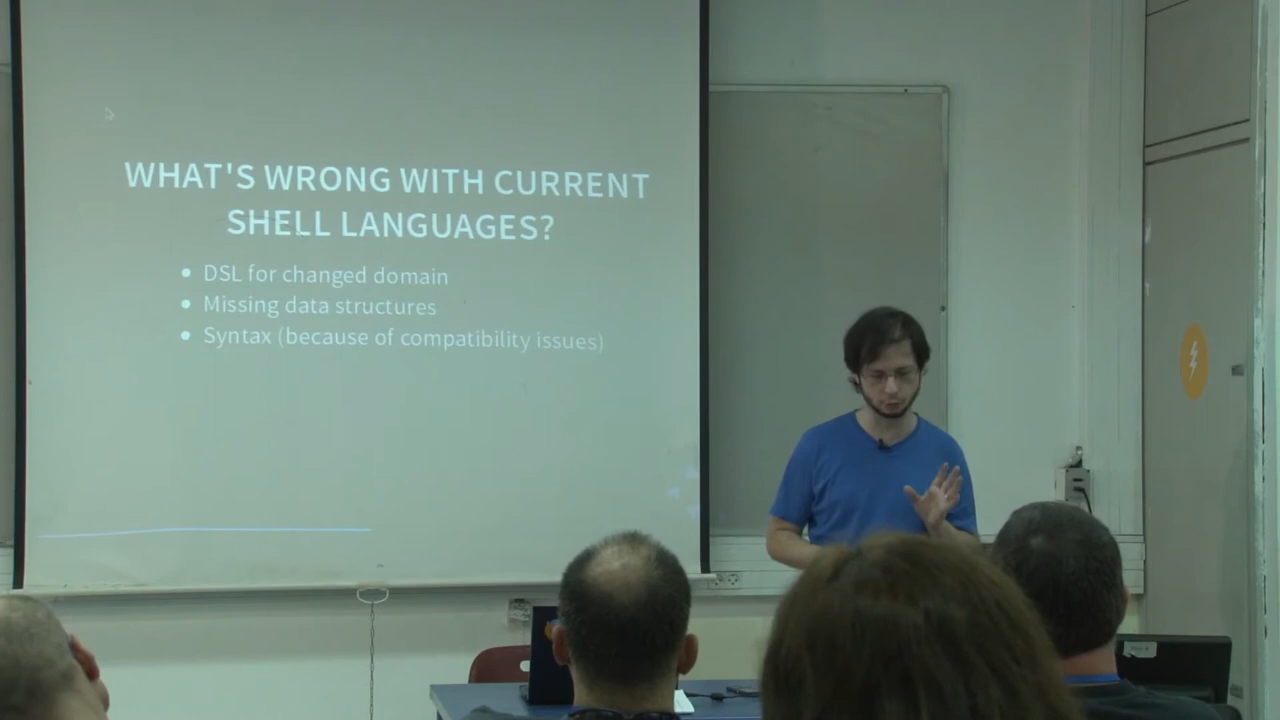 WHAT'S WRONG WITH CURRENT
SHELL LANGUAGES?
• DSL for changed domain
• Missing data structures
• Syntax (because of compatibility issues)